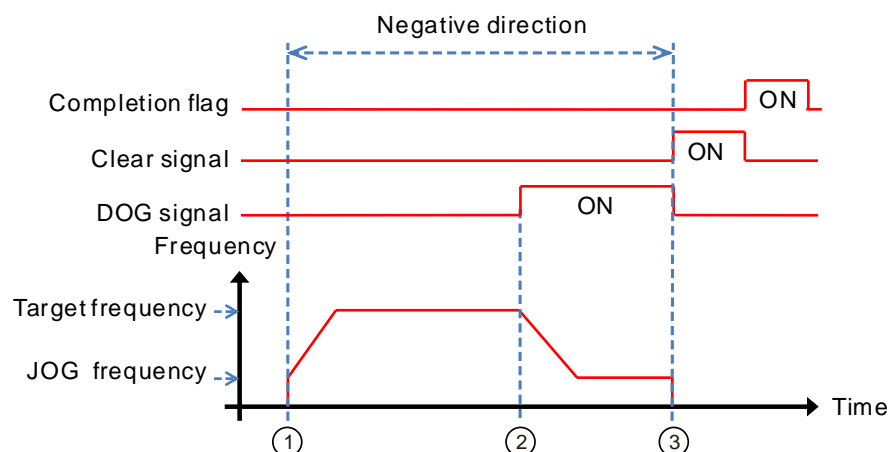 Negative direction
Completion flag
ON
Clear signal
ON
DOG signal
ON
Frequency
Target frequency
JOG frequency
Time
1
2
3